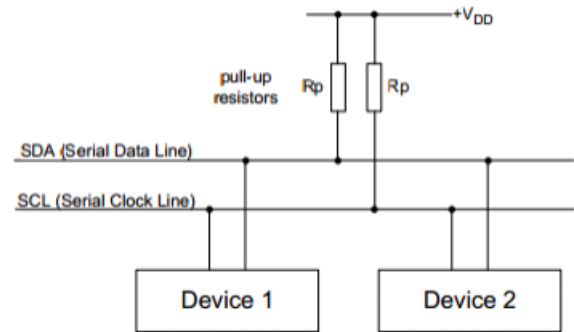 +VDD
pull-up
resistors
Rp
Rp
SDA (Serial Data Line)
SCL (Serial Clock Line)
Device 1
Device 2